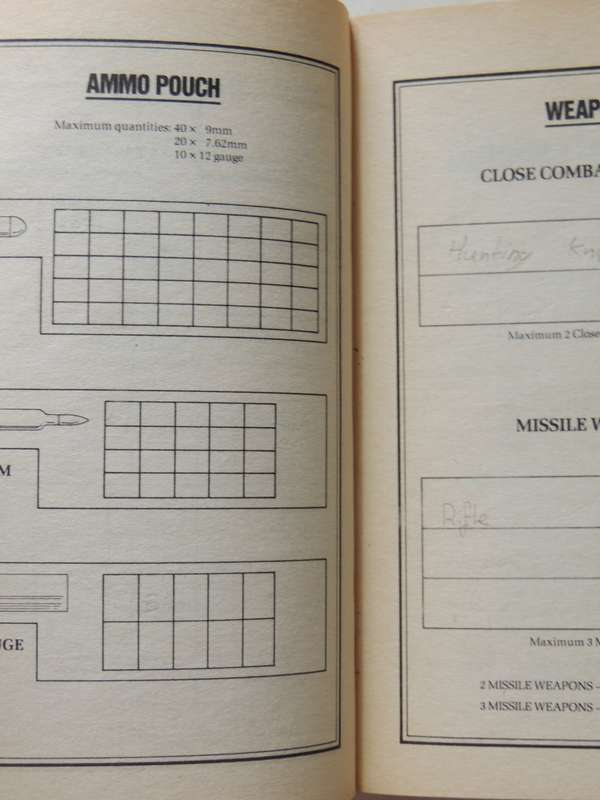 AMMO POUCH
Maximum quantities: 40 × 9mm
20 × 7.62mm
10 × 12 gauge
M
UGE
WEAP
CLOSE COMBA
Hunting Kn
Maximum 2 Close
MISSILE W
Rifle
Maximum 3 M
2 MISSILE WEAPONS –
3 MISSILE WEAPONS –